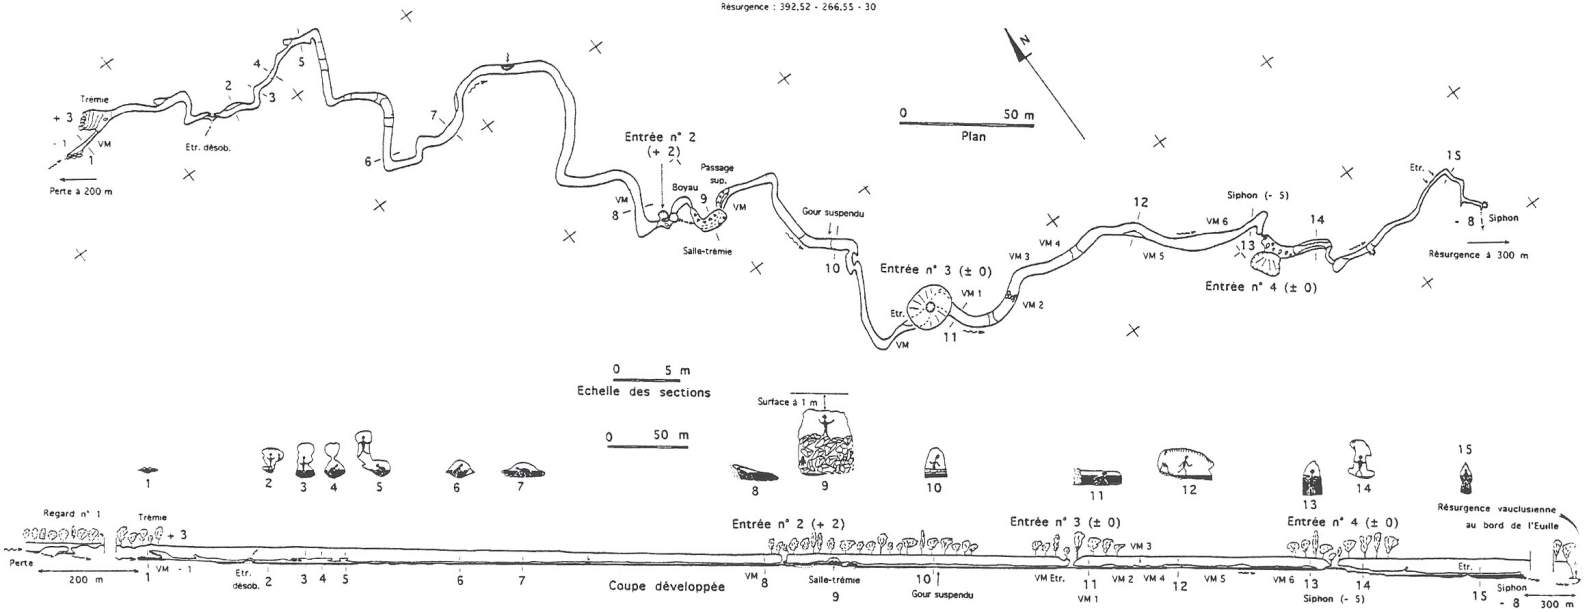 Résurgence : 392.52 - 266.55 - 30
N
0 50 m
Plan
Trémie
+ 3
- 1
VM
1
Perte à 200 m
Etr. désob.
2
3
4
5
6
7
Entrée n° 2
(+ 2)
VM
8
Boyau
9
Passage
sup.
VM
Salle-trémie
Gour suspendu
10
Entrée n° 3 (± 0)
Etr.
VM
11
VM 1
VM 2
VM 3
VM 4
12
VM 5
VM 6
Siphon (- 5)
13
14
Entrée n° 4 (± 0)
Etr.
15
- 8
Siphon
Résurgence à 300 m
0 5 m
Echelle des sections
0 50 m
Surface à 1 m
1
2
3
4
5
6
7
8
9
10
11
12
13
14
15
Regard n° 1
Trémie
+ 3
Perte
200 m
1
VM - 1
Etr.
désob.
2
3
4
5
6
7
Coupe développée
Entrée n° 2 (+ 2)
VM
8
Salle-trémie
9
10
Gour suspendu
Entrée n° 3 (± 0)
VM Etr.
11
VM 1
VM 2
VM 3
VM 4
12
VM 5
VM 6
Entrée n° 4 (± 0)
13
Siphon (- 5)
14
Etr.
15
Siphon
- 8
300 m
Résurgence vauclusienne
au bord de l'Euille